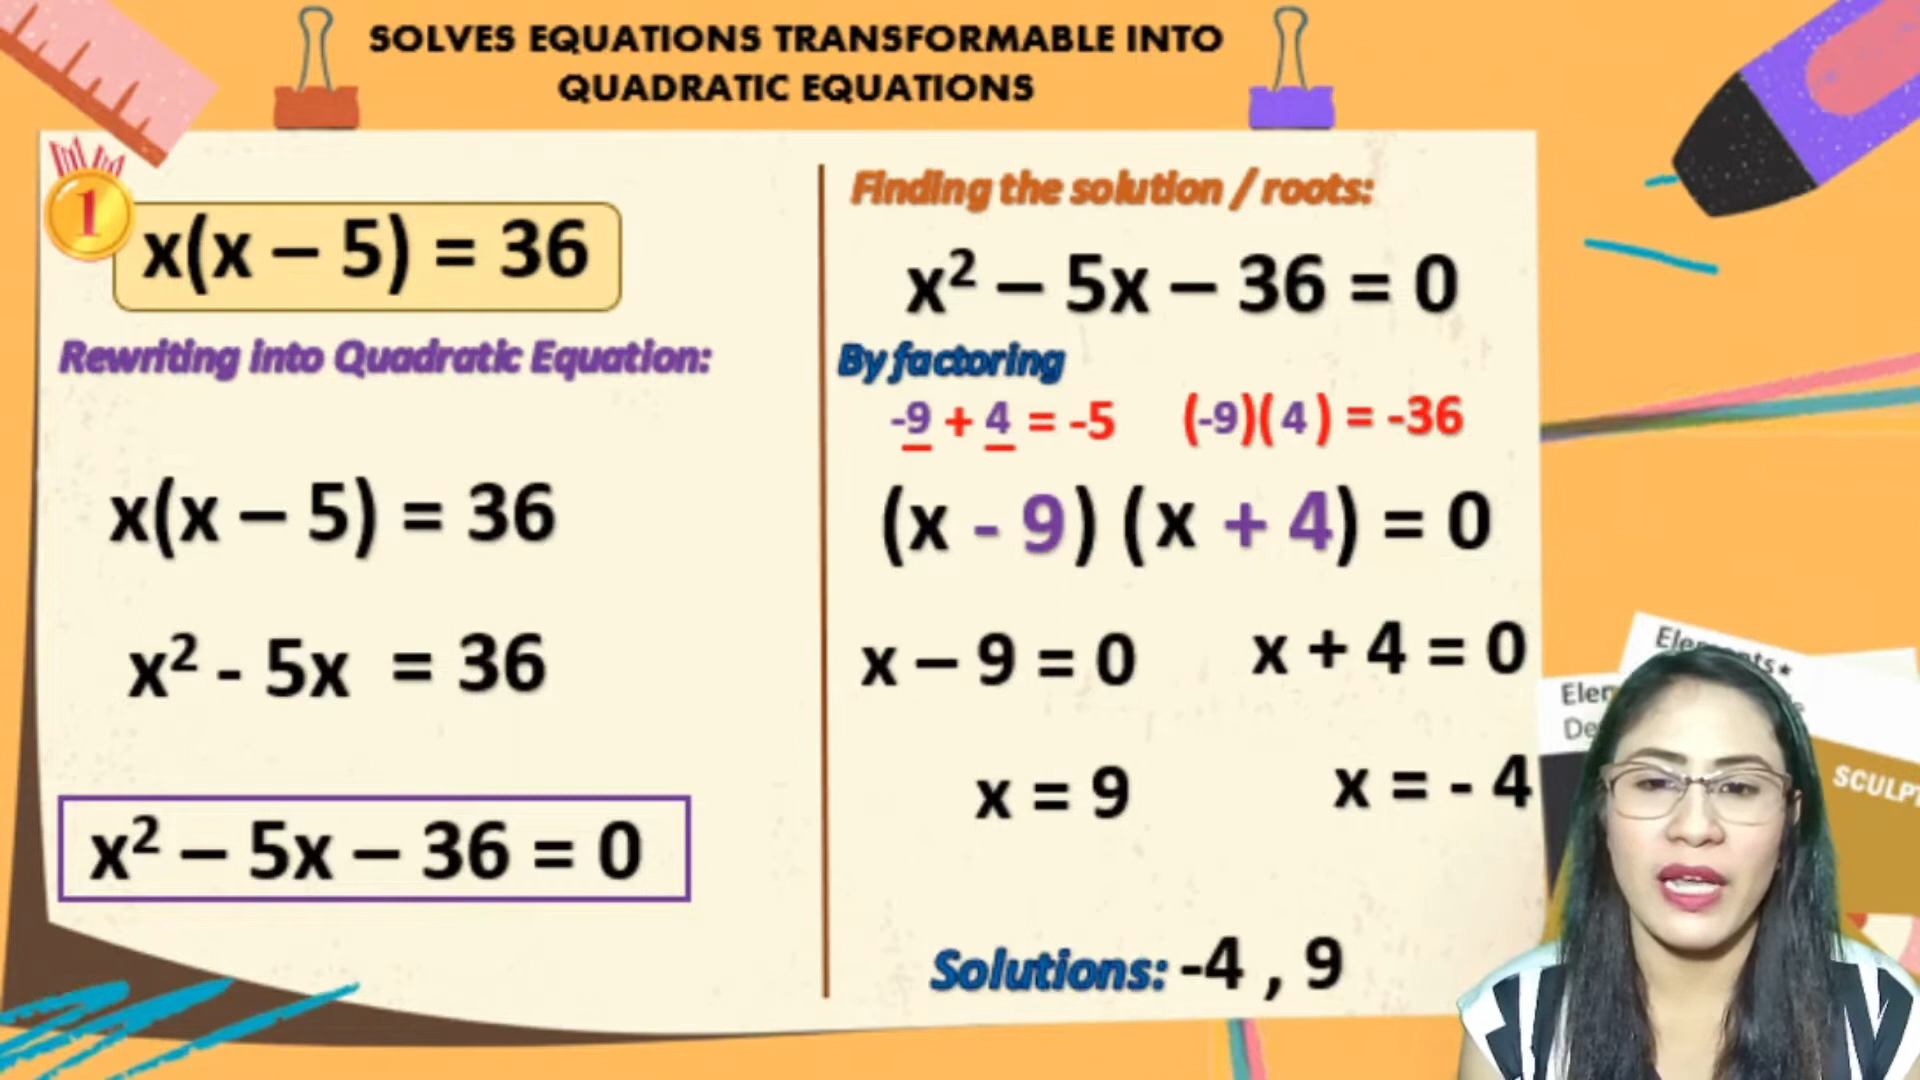 SOLVES EQUATIONS TRANSFORMABLE INTO
QUADRATIC EQUATIONS
1
x(x – 5) = 36
Rewriting into Quadratic Equation:
x(x – 5) = 36
x² - 5x = 36
x² – 5x – 36 = 0
Finding the solution / roots:
x² – 5x – 36 = 0
By factoring
-9 + 4 = -5 (-9)(4) = -36
(x - 9) (x + 4) = 0
x – 9 = 0 x + 4 = 0
x = 9 x = - 4
Solutions: -4 , 9